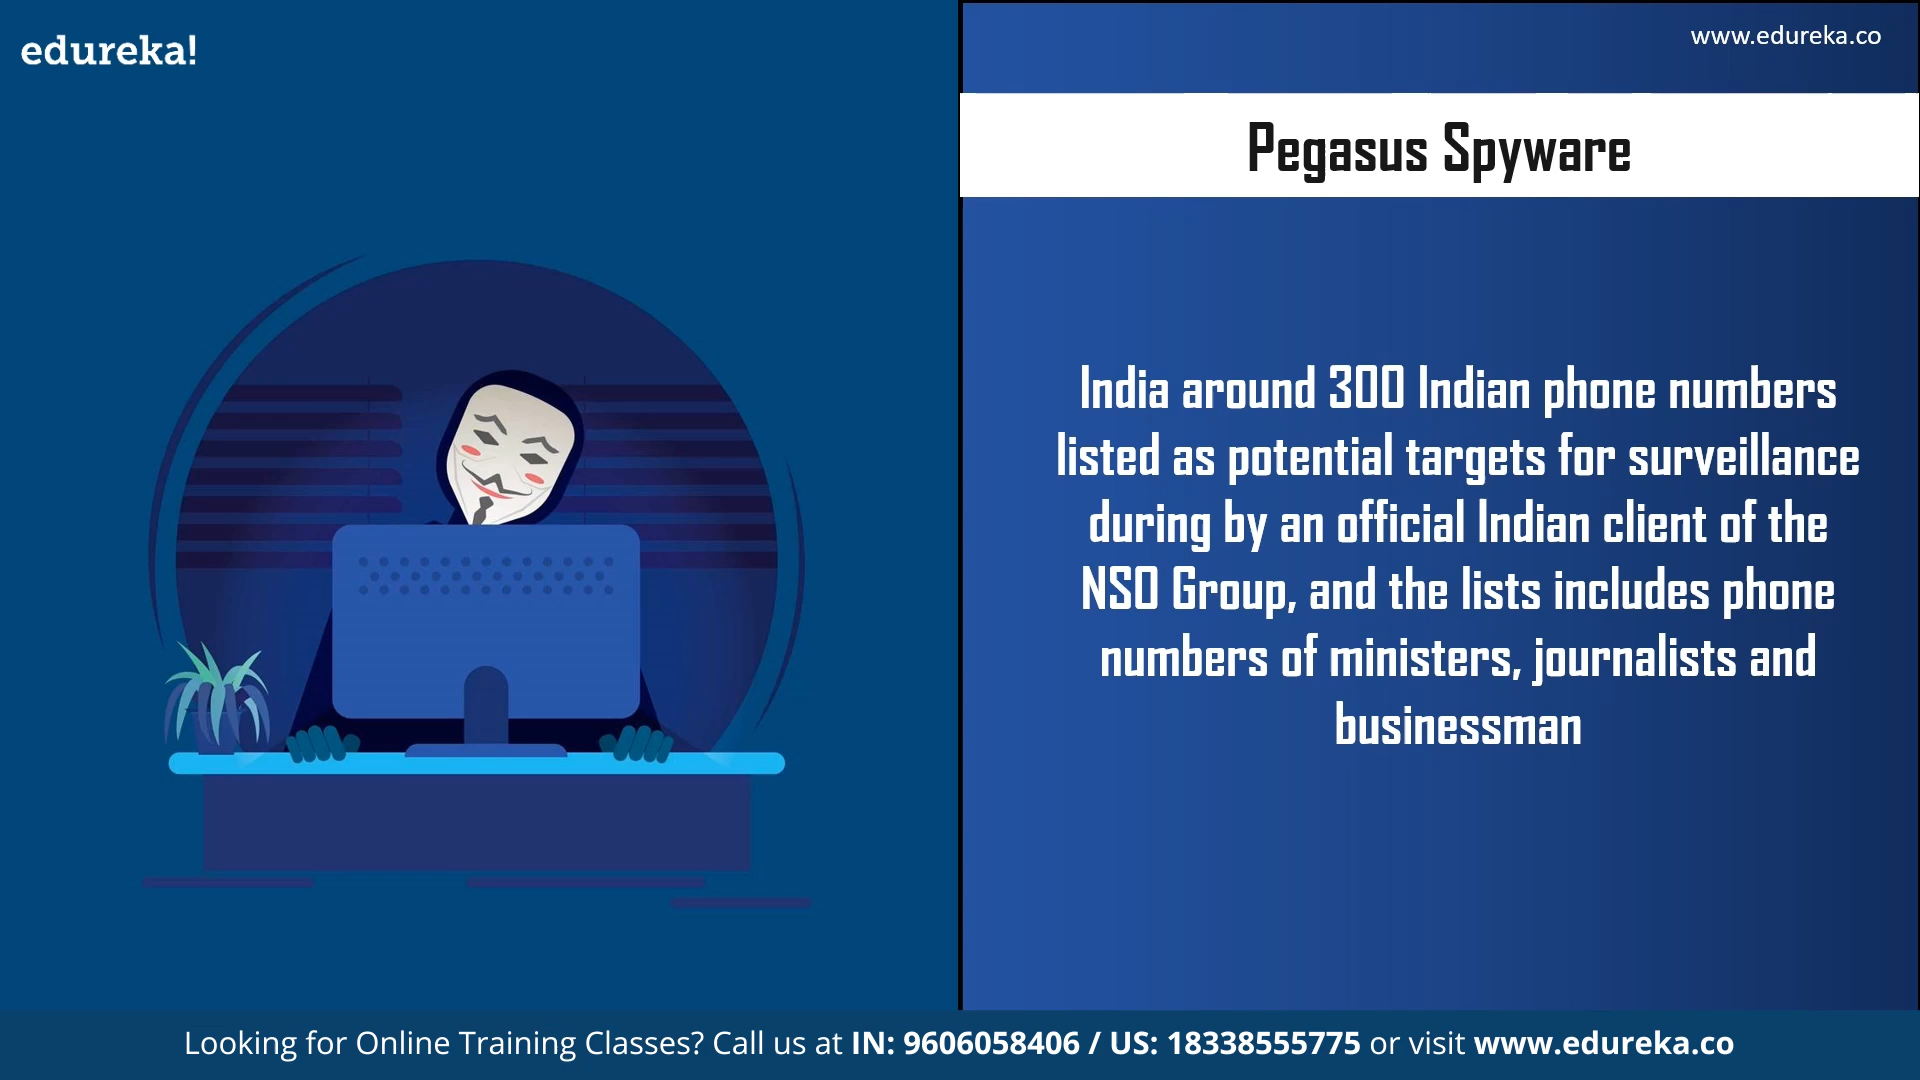 edureka!
www.edureka.co
Pegasus Spyware
India around 300 Indian phone numbers
listed as potential targets for surveillance
during by an official Indian client of the
NSO Group, and the lists includes phone
numbers of ministers, journalists and
businessman
Looking for Online Training Classes? Call us at IN: 9606058406 / US: 18338555775 or visit www.edureka.co